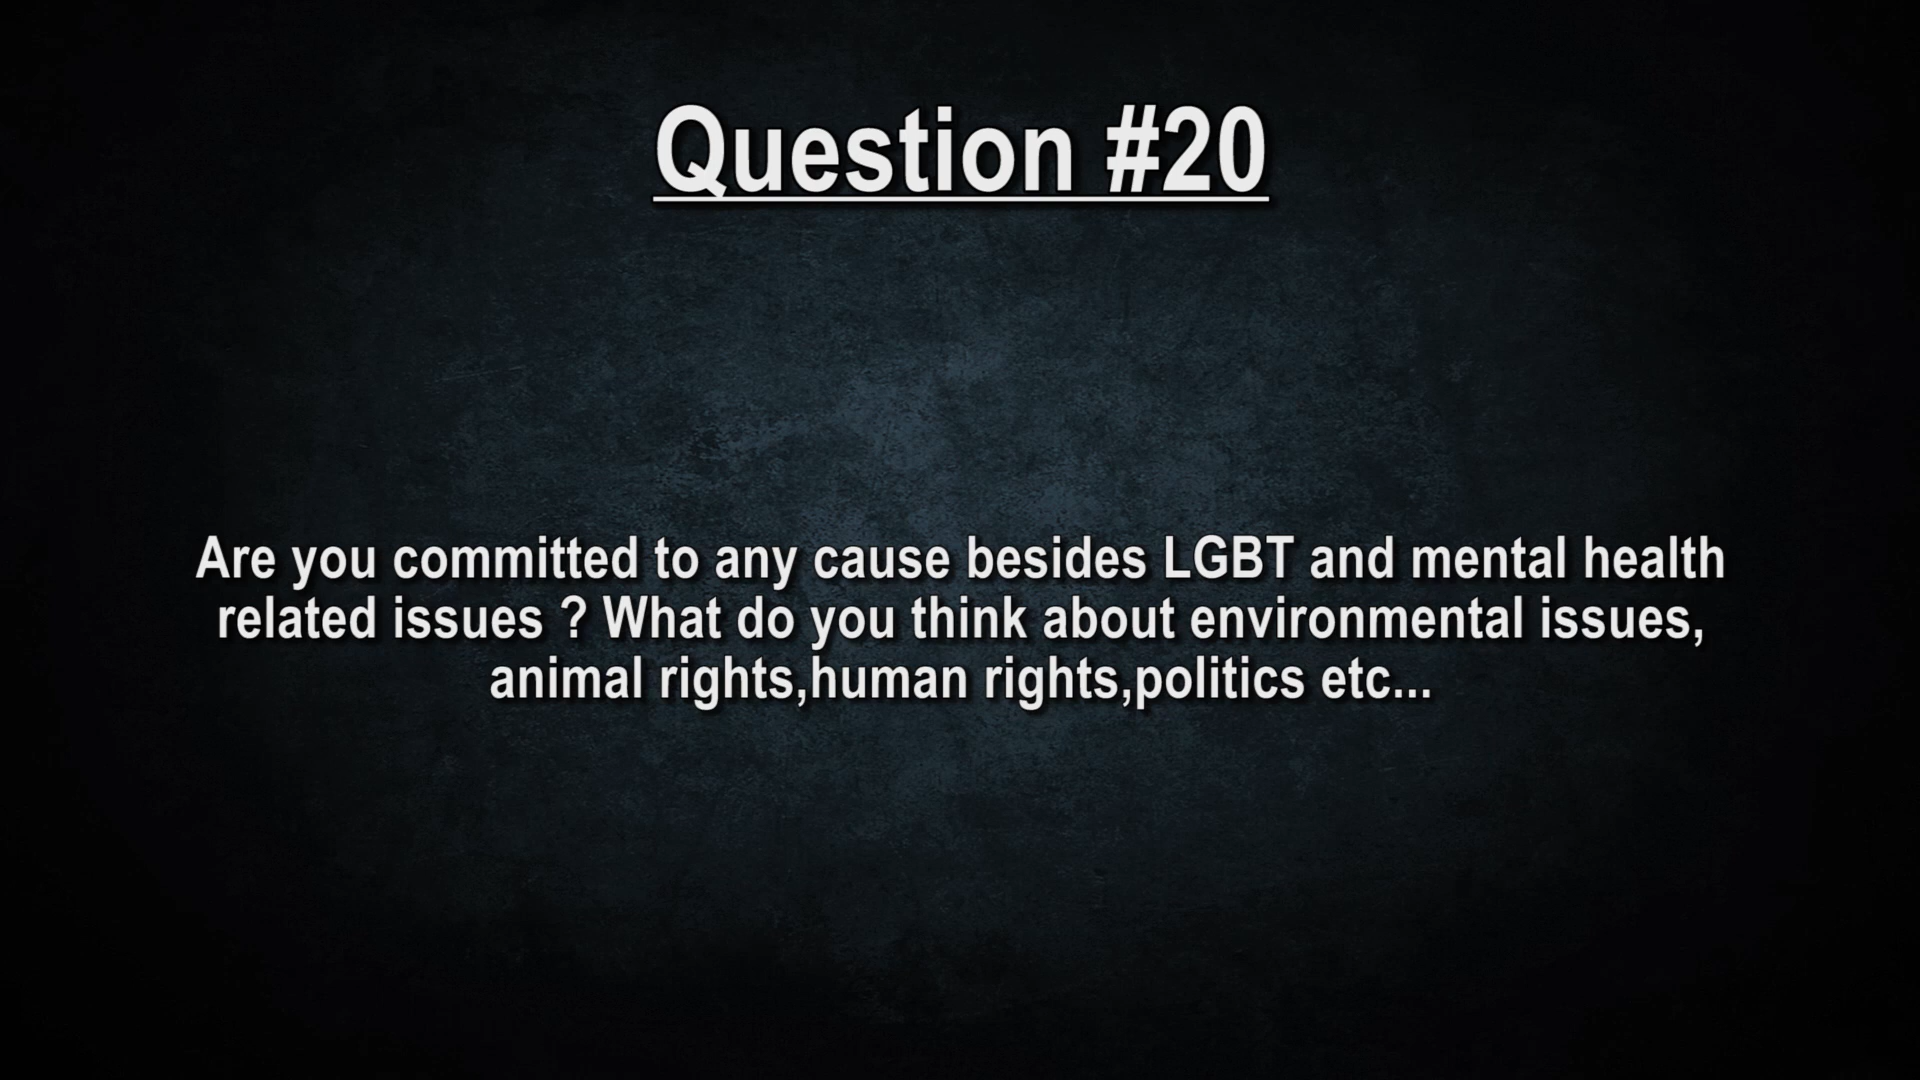 Question #20
Are you committed to any cause besides LGBT and mental health
related issues ? What do you think about environmental issues,
animal rights,human rights,politics etc...